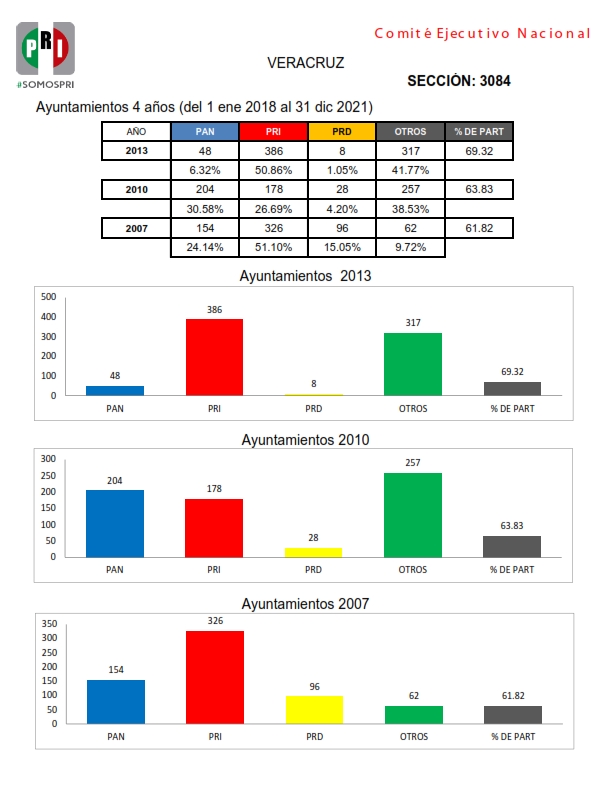 Comité Ejecutivo Nacional
PRI
#SOMOSPRI
VERACRUZ
SECCIÓN: 3084
Ayuntamientos 4 años (del 1 ene 2018 al 31 dic 2021)
AÑO PAN PRI PRD OTROS % DE PART
2013 48 386 8 317 69.32
6.32% 50.86% 1.05% 41.77%
2010 204 178 28 257 63.83
30.58% 26.69% 4.20% 38.53%
2007 154 326 96 62 61.82
24.14% 51.10% 15.05% 9.72%
Ayuntamientos 2013
500
400
300
200
100
0
48 386 8 317 69.32
PAN PRI PRD OTROS % DE PART
Ayuntamientos 2010
300
250
200
150
100
50
0
204 178 28 257 63.83
PAN PRI PRD OTROS % DE PART
Ayuntamientos 2007
350
300
250
200
150
100
50
0
154 326 96 62 61.82
PAN PRI PRD OTROS % DE PART